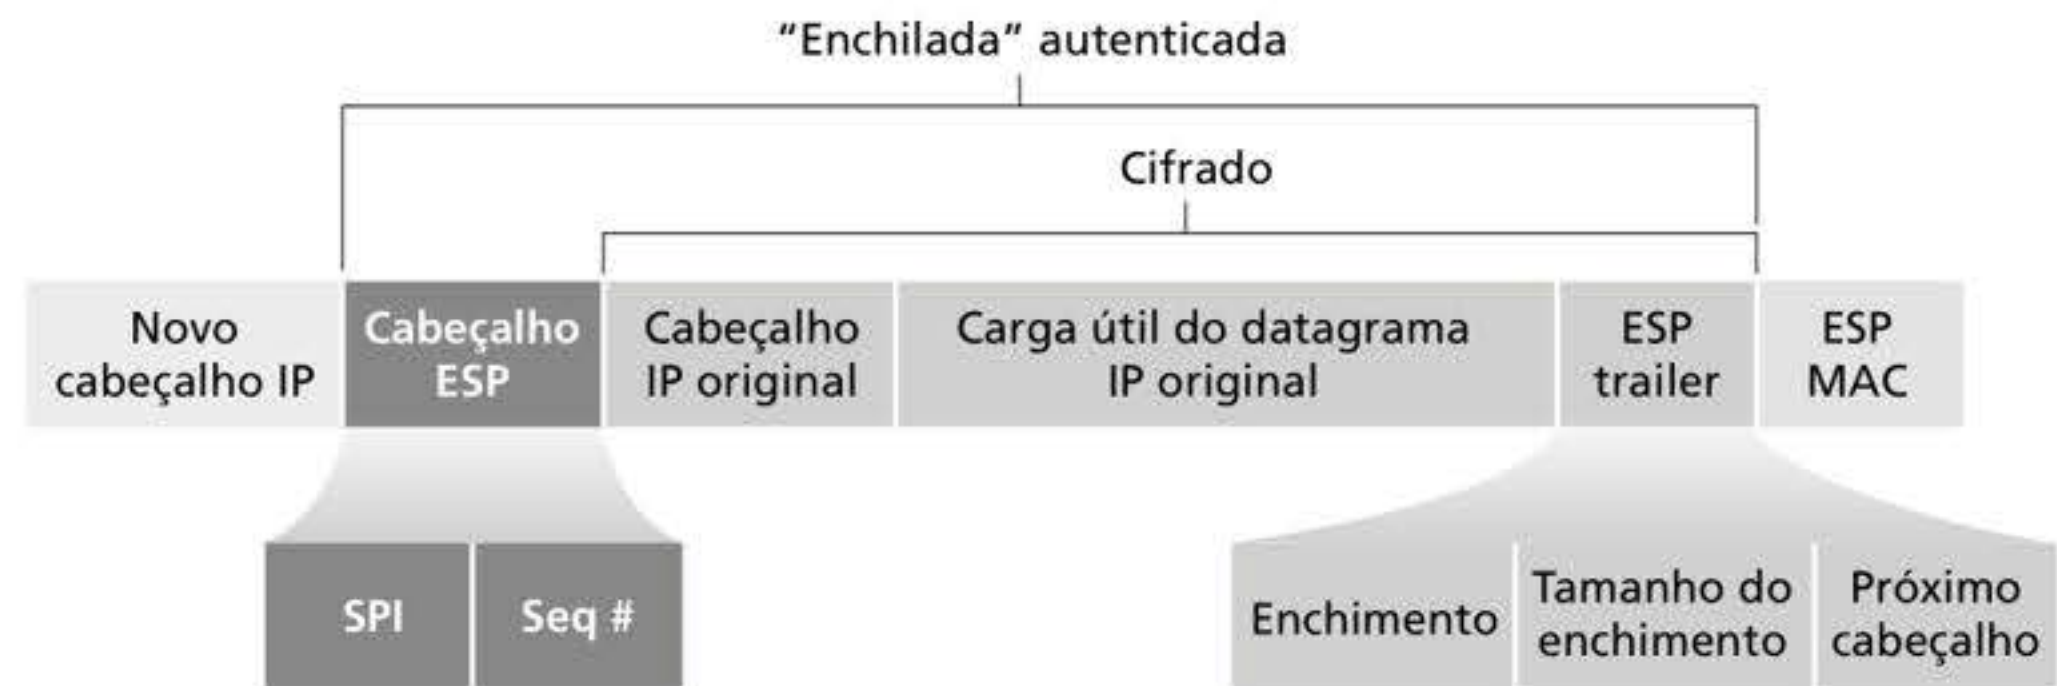 “Enchilada” autenticada
Cifrado
Novo
cabeçalho IP
Cabeçalho
ESP
Cabeçalho
IP original
Carga útil do datagrama
IP original
ESP
trailer
ESP
MAC
SPI
Seq #
Enchimento
Tamanho do
enchimento
Próximo
cabeçalho